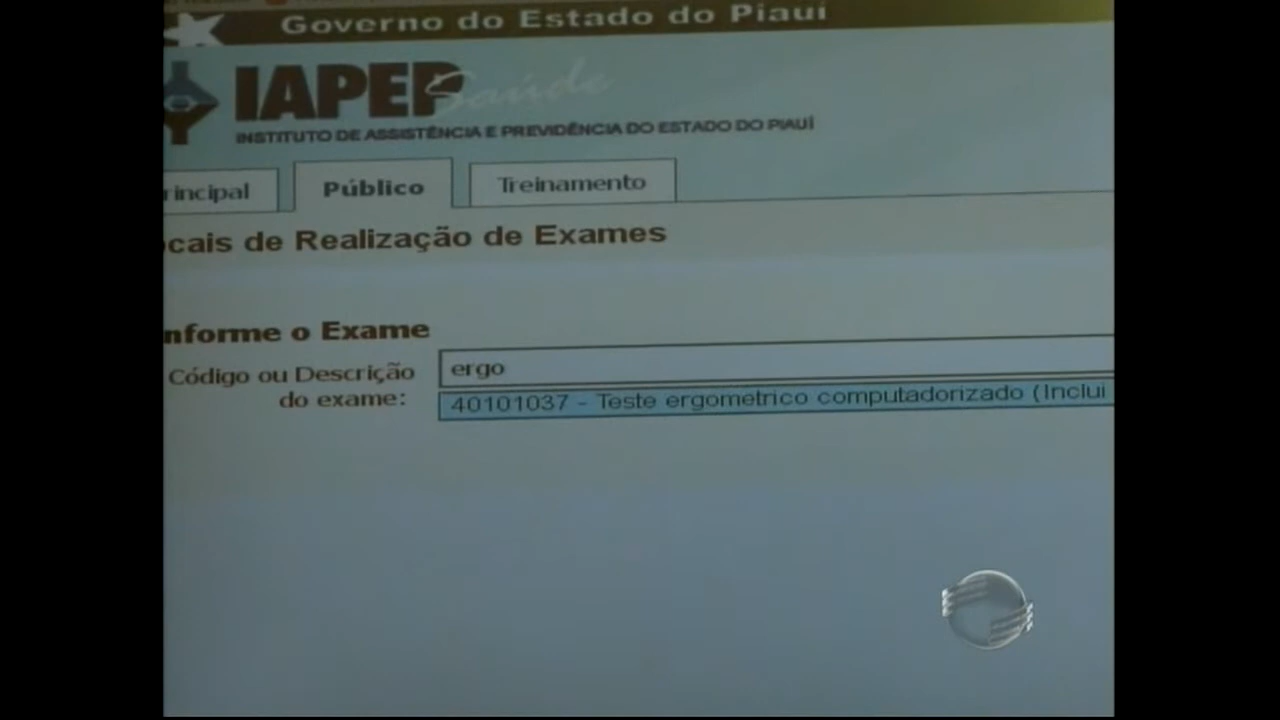 Governo do Estado do Piauí
IAPEP Saúde
INSTITUTO DE ASSISTÊNCIA E PREVIDÊNCIA DO ESTADO DO PIAUÍ
rincipal Público Treinamento
cais de Realização de Exames
nforme o Exame
Código ou Descrição ergo
do exame: 40101037 - Teste ergometrico computadorizado (Inclui